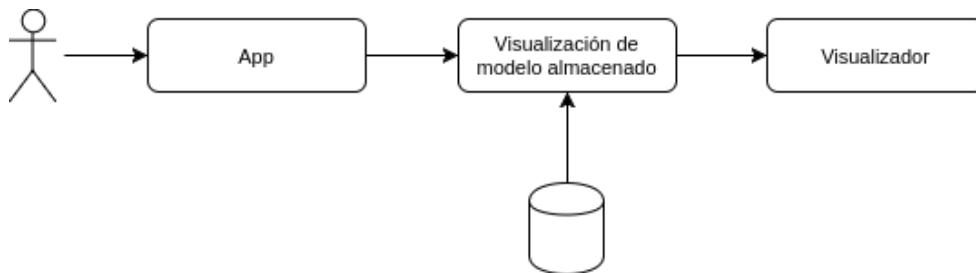 App
Visualización de
modelo almacenado
Visualizador